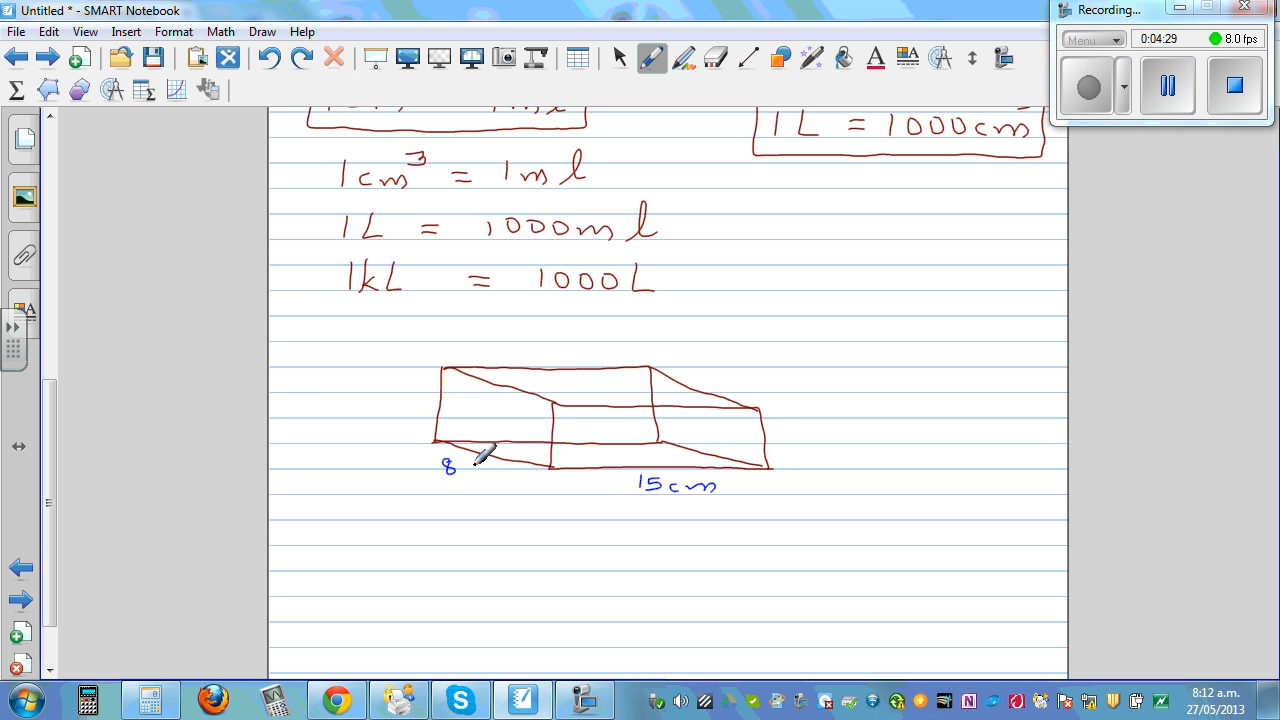 Untitled * - SMART Notebook
File Edit View Insert Format Math Draw Help
Recording...
Menu 0:04:29 8.0 fps
1 L = 1000cm
1cm³ = 1ml
1L = 1000ml
1kL = 1000L
8
15cm
8:12 a.m.
27/05/2013